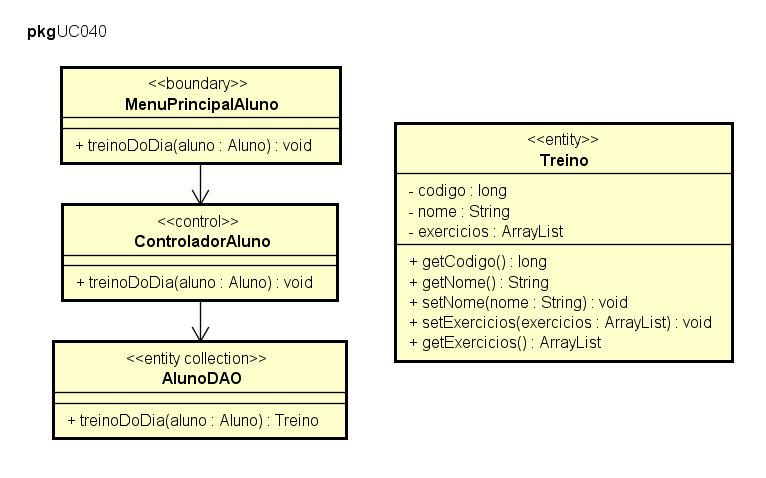 pkgUC040
<<boundary>>
MenuPrincipalAluno
+ treinoDoDia(aluno : Aluno) : void
<<control>>
ControladorAluno
+ treinoDoDia(aluno : Aluno) : void
<<entity collection>>
AlunoDAO
+ treinoDoDia(aluno : Aluno) : Treino
<<entity>>
Treino
- codigo : long
- nome : String
- exercicios : ArrayList
+ getCodigo() : long
+ getNome() : String
+ setNome(nome : String) : void
+ setExercicios(exercicios : ArrayList) : void
+ getExercicios() : ArrayList